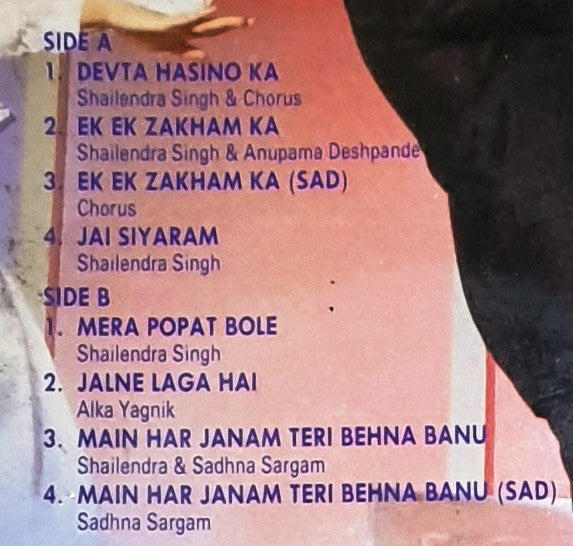 SIDE A
1. DEVTA HASINO KA
Shailendra Singh & Chorus
2. EK EK ZAKHAM KA
Shailendra Singh & Anupama Deshpande
3. EK EK ZAKHAM KA (SAD)
Chorus
4. JAI SIYARAM
Shailendra Singh
SIDE B
1. MERA POPAT BOLE
Shailendra Singh
2. JALNE LAGA HAI
Alka Yagnik
3. MAIN HAR JANAM TERI BEHNA BANU
Shailendra & Sadhna Sargam
4. MAIN HAR JANAM TERI BEHNA BANU (SAD)
Sadhna Sargam